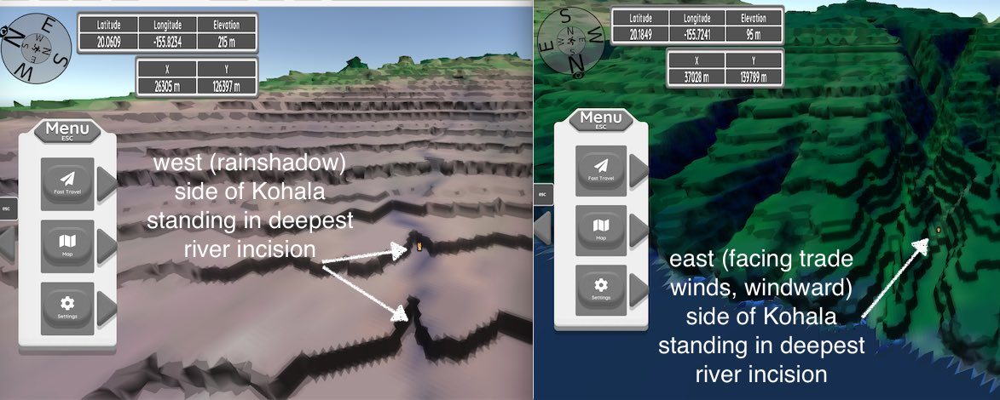 N E S W
N E S W
Latitude Longitude Elevation
20.0609 -155.8234 215 m
X Y
26305 m 126397 m
Menu
ESC
Fast Travel
esc
Map
Settings
west (rainshadow)
side of Kohala
standing in deepest
river incision
S W N E
N E S W
Latitude Longitude Elevation
20.1849 -155.7241 95 m
X Y
37028 m 139789 m
Menu
ESC
Fast Travel
esc
Map
Settings
east (facing trade
winds, windward)
side of Kohala
standing in deepest
river incision